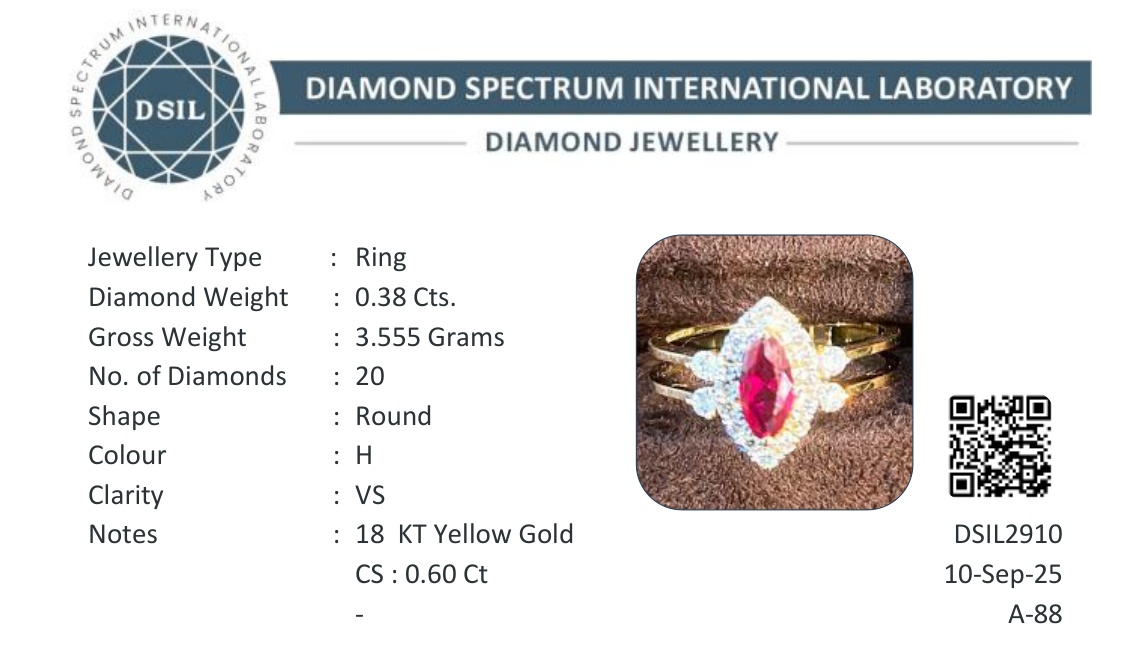 DIAMOND SPECTRUM INTERNATIONAL LABORATORY
DSIL
DIAMOND SPECTRUM INTERNATIONAL LABORATORY
DIAMOND JEWELLERY
Jewellery Type : Ring
Diamond Weight : 0.38 Cts.
Gross Weight : 3.555 Grams
No. of Diamonds : 20
Shape : Round
Colour : H
Clarity : VS
Notes : 18 KT Yellow Gold
CS : 0.60 Ct
-
DSIL2910
10-Sep-25
A-88